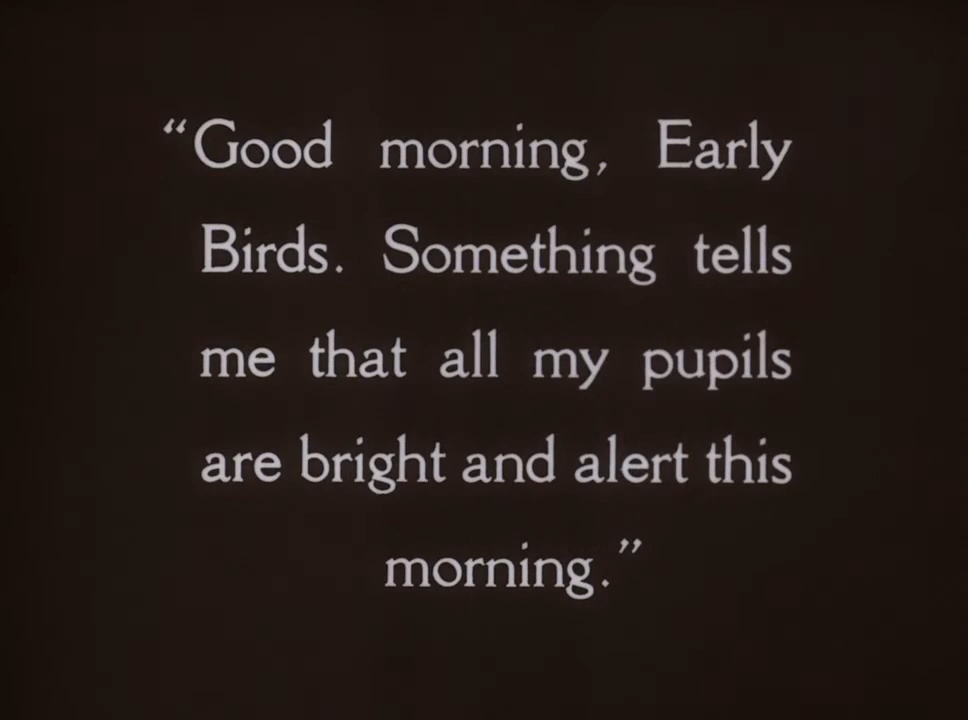 “Good morning, Early
Birds. Something tells
me that all my pupils
are bright and alert this
morning.”